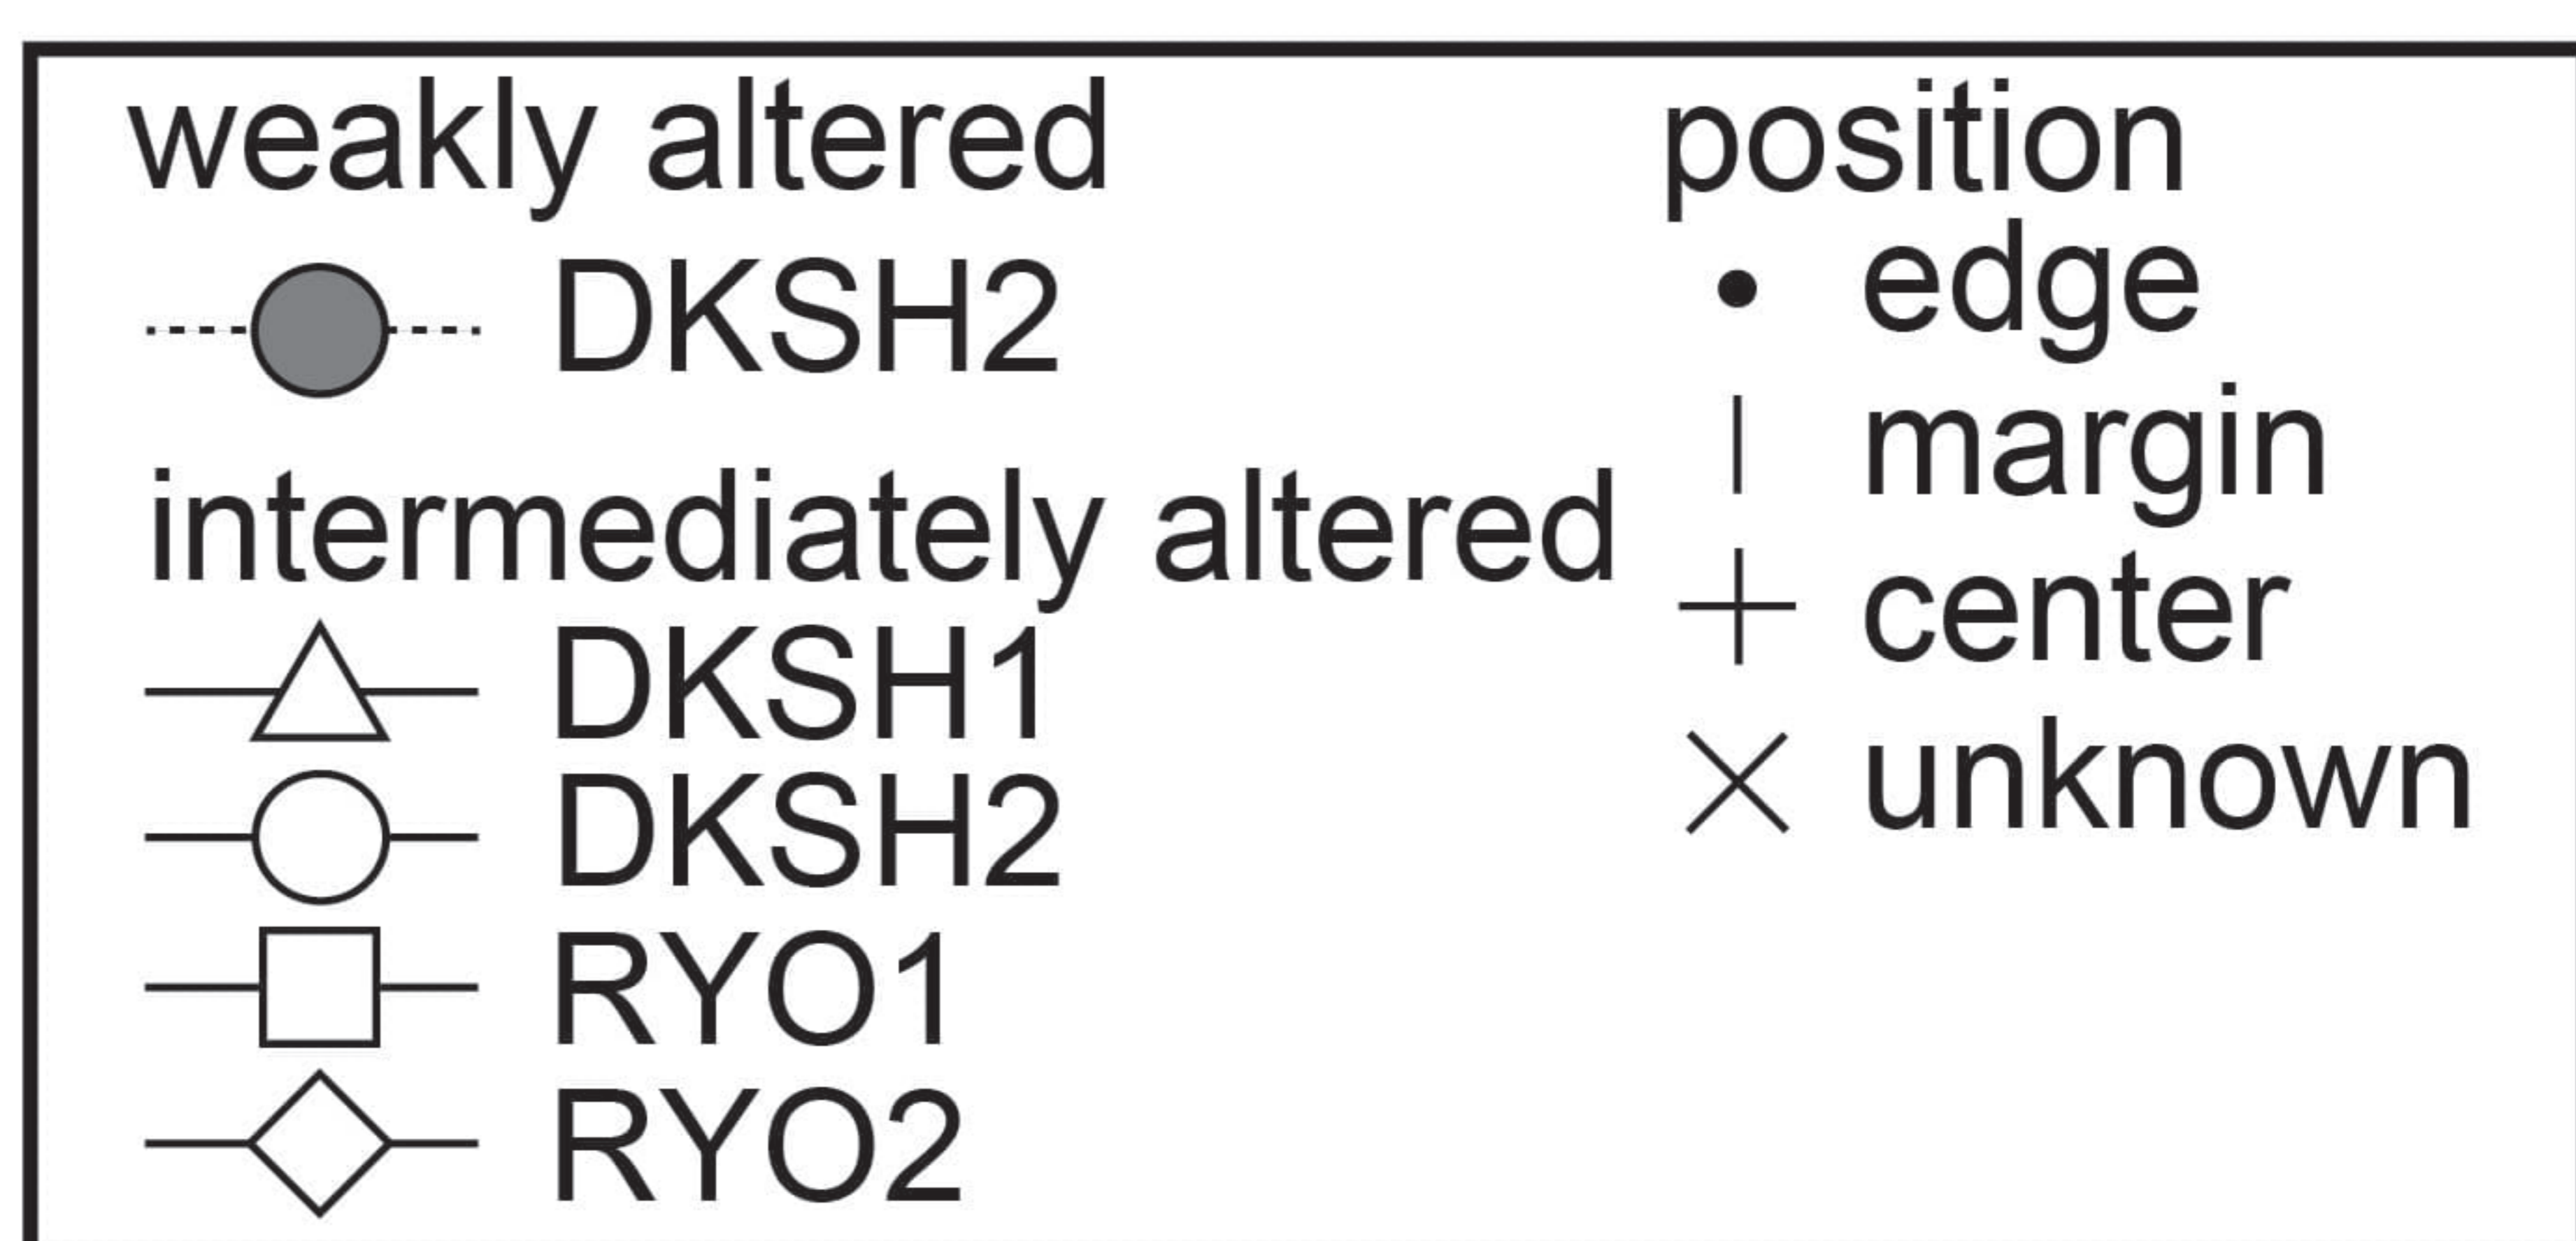 weakly altered
DKSH2
intermediately altered
DKSH1
DKSH2
RYO1
RYO2
position
edge
margin
center
unknown